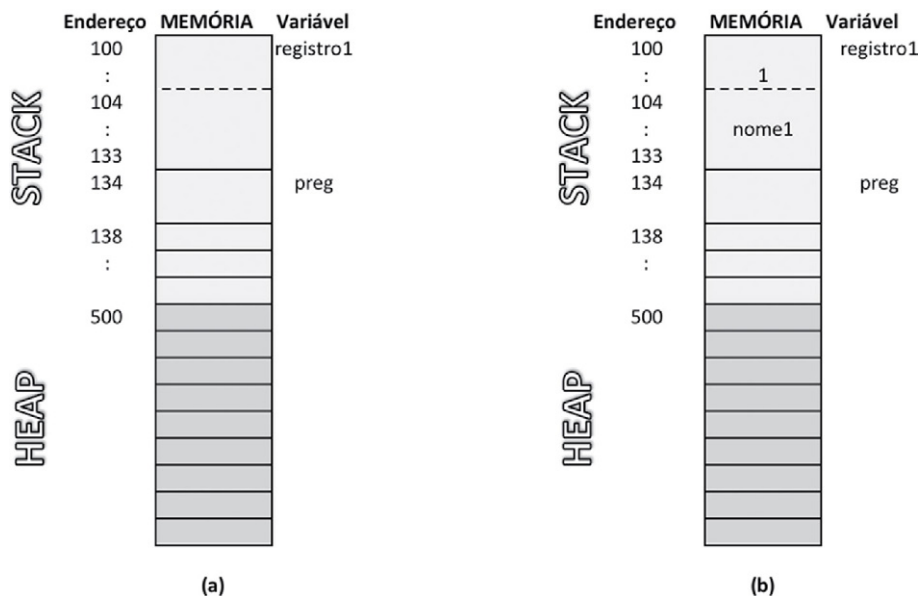 Endereço MEMÓRIA Variável
100 registro1
:
104
:
133
134 preg
138
:
500
STACK
HEAP
(a)
Endereço MEMÓRIA Variável
100 registro1
: 1
104
: nome1
133
134 preg
138
:
500
STACK
HEAP
(b)